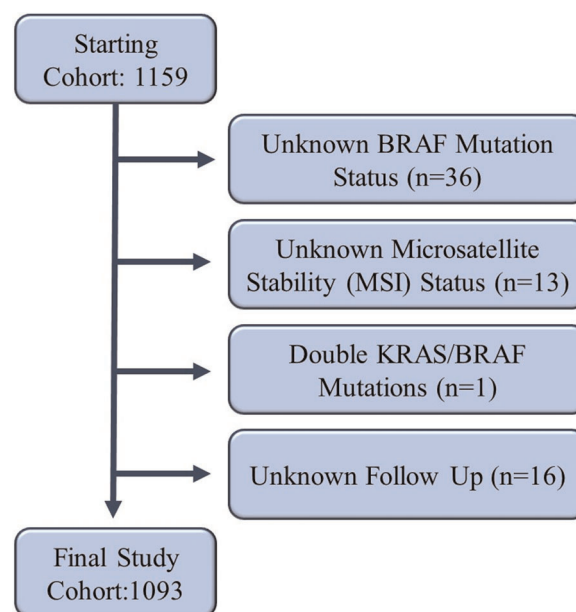 Starting
Cohort: 1159
Unknown BRAF Mutation
Status (n=36)
Unknown Microsatellite
Stability (MSI) Status (n=13)
Double KRAS/BRAF
Mutations (n=1)
Unknown Follow Up (n=16)
Final Study
Cohort:1093